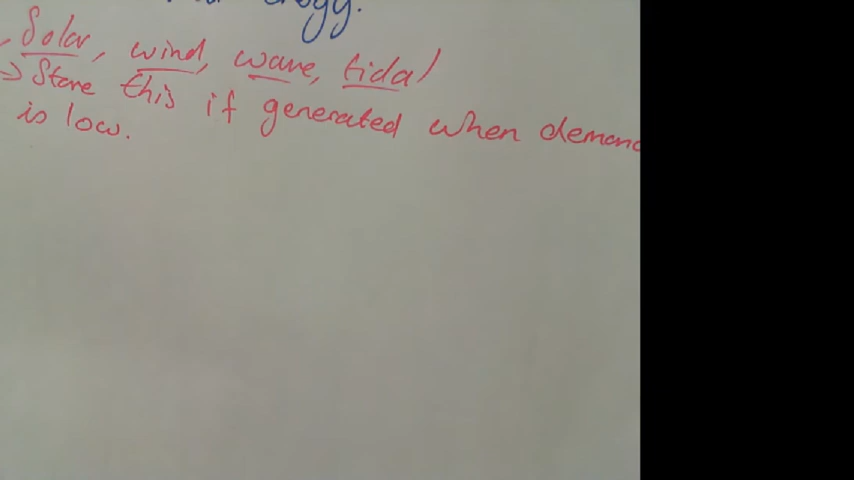 Solar, wind, wave, tidal
→ Store this if generated when demand
is low.